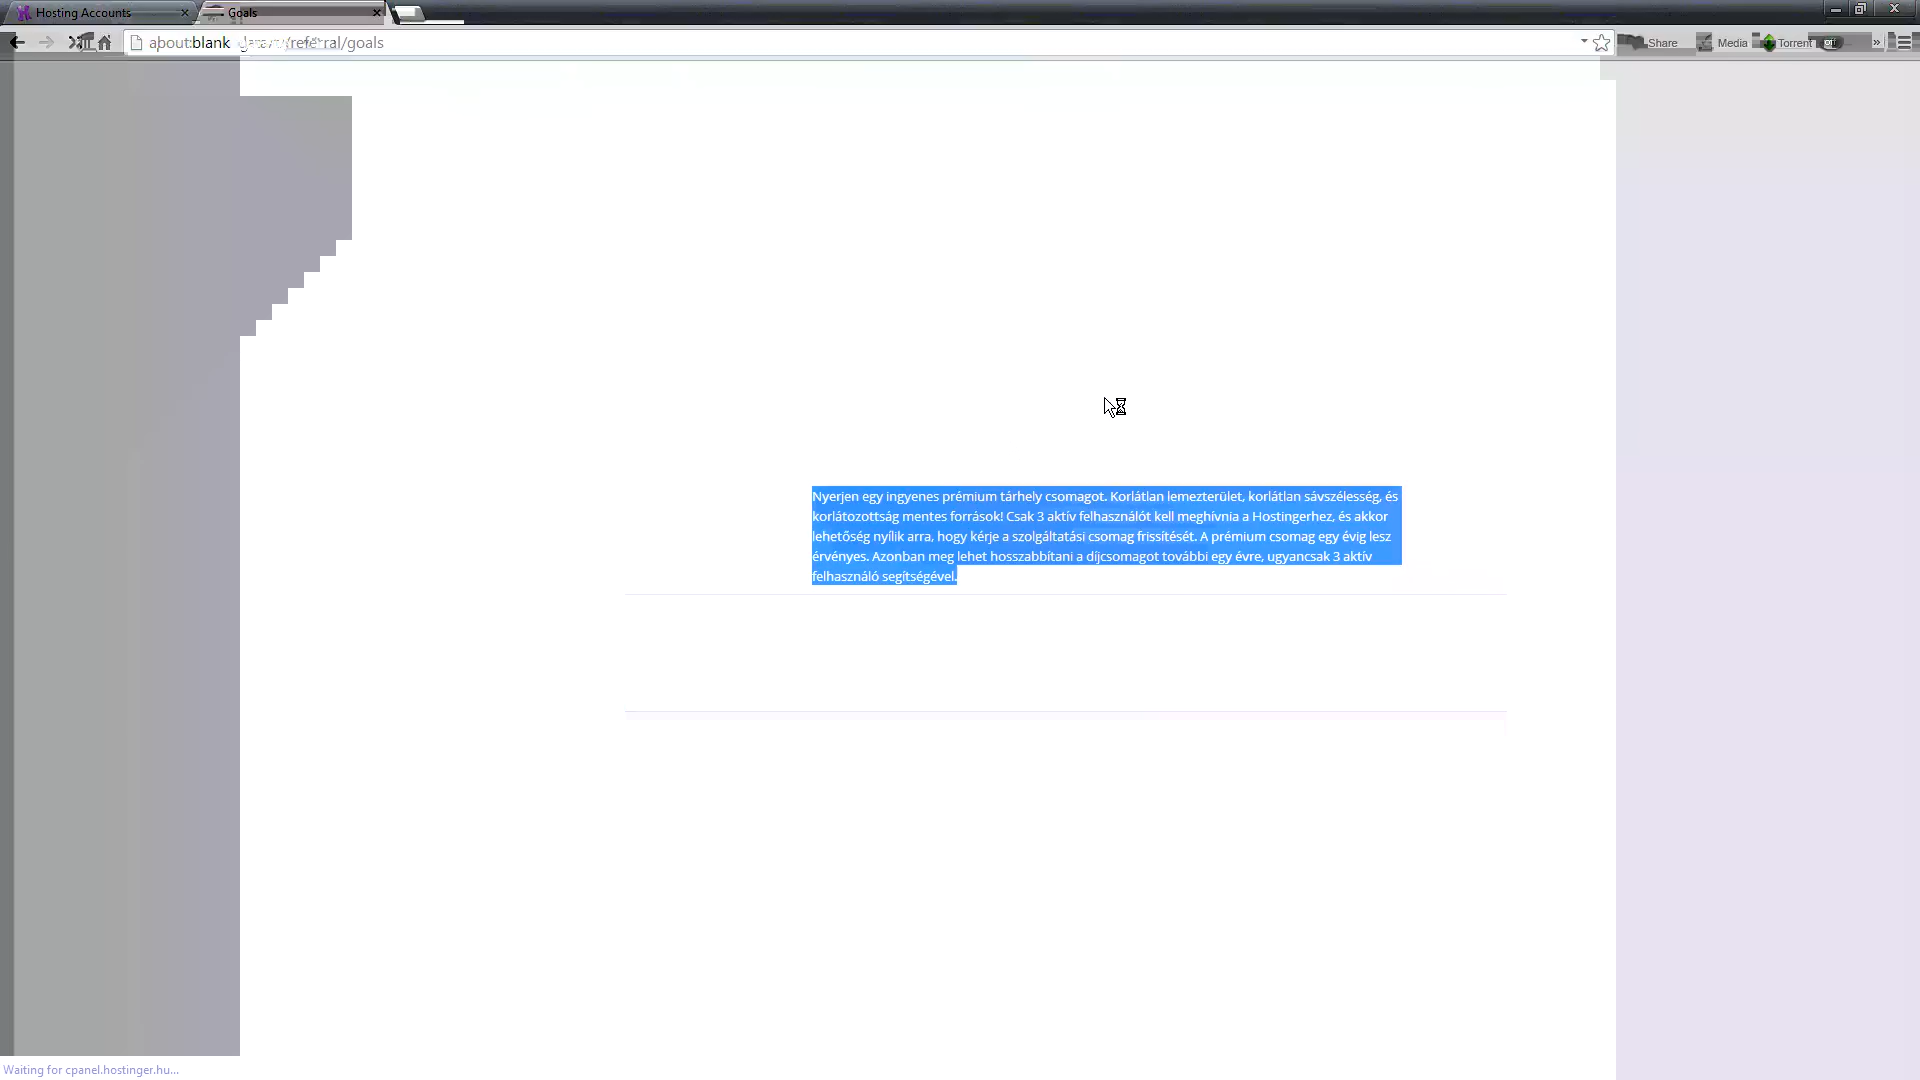 Hosting Accounts
Goals
about:blank /referral/goals
Share
Media
Torrent
Nyerjen egy ingyenes prémium tárhely csomagot. Korlátlan lemezterület, korlátlan sávszélesség, és
korlátozottság mentes források! Csak 3 aktív felhasználót kell meghívnia a Hostingerhez, és akkor
lehetőség nyílik arra, hogy kérje a szolgáltatási csomag frissítését. A prémium csomag egy évig lesz
érvényes. Azonban meg lehet hosszabbítani a díjcsomagot további egy évre, ugyancsak 3 aktív
felhasználó segítségével.
Waiting for cpanel.hostinger.hu...